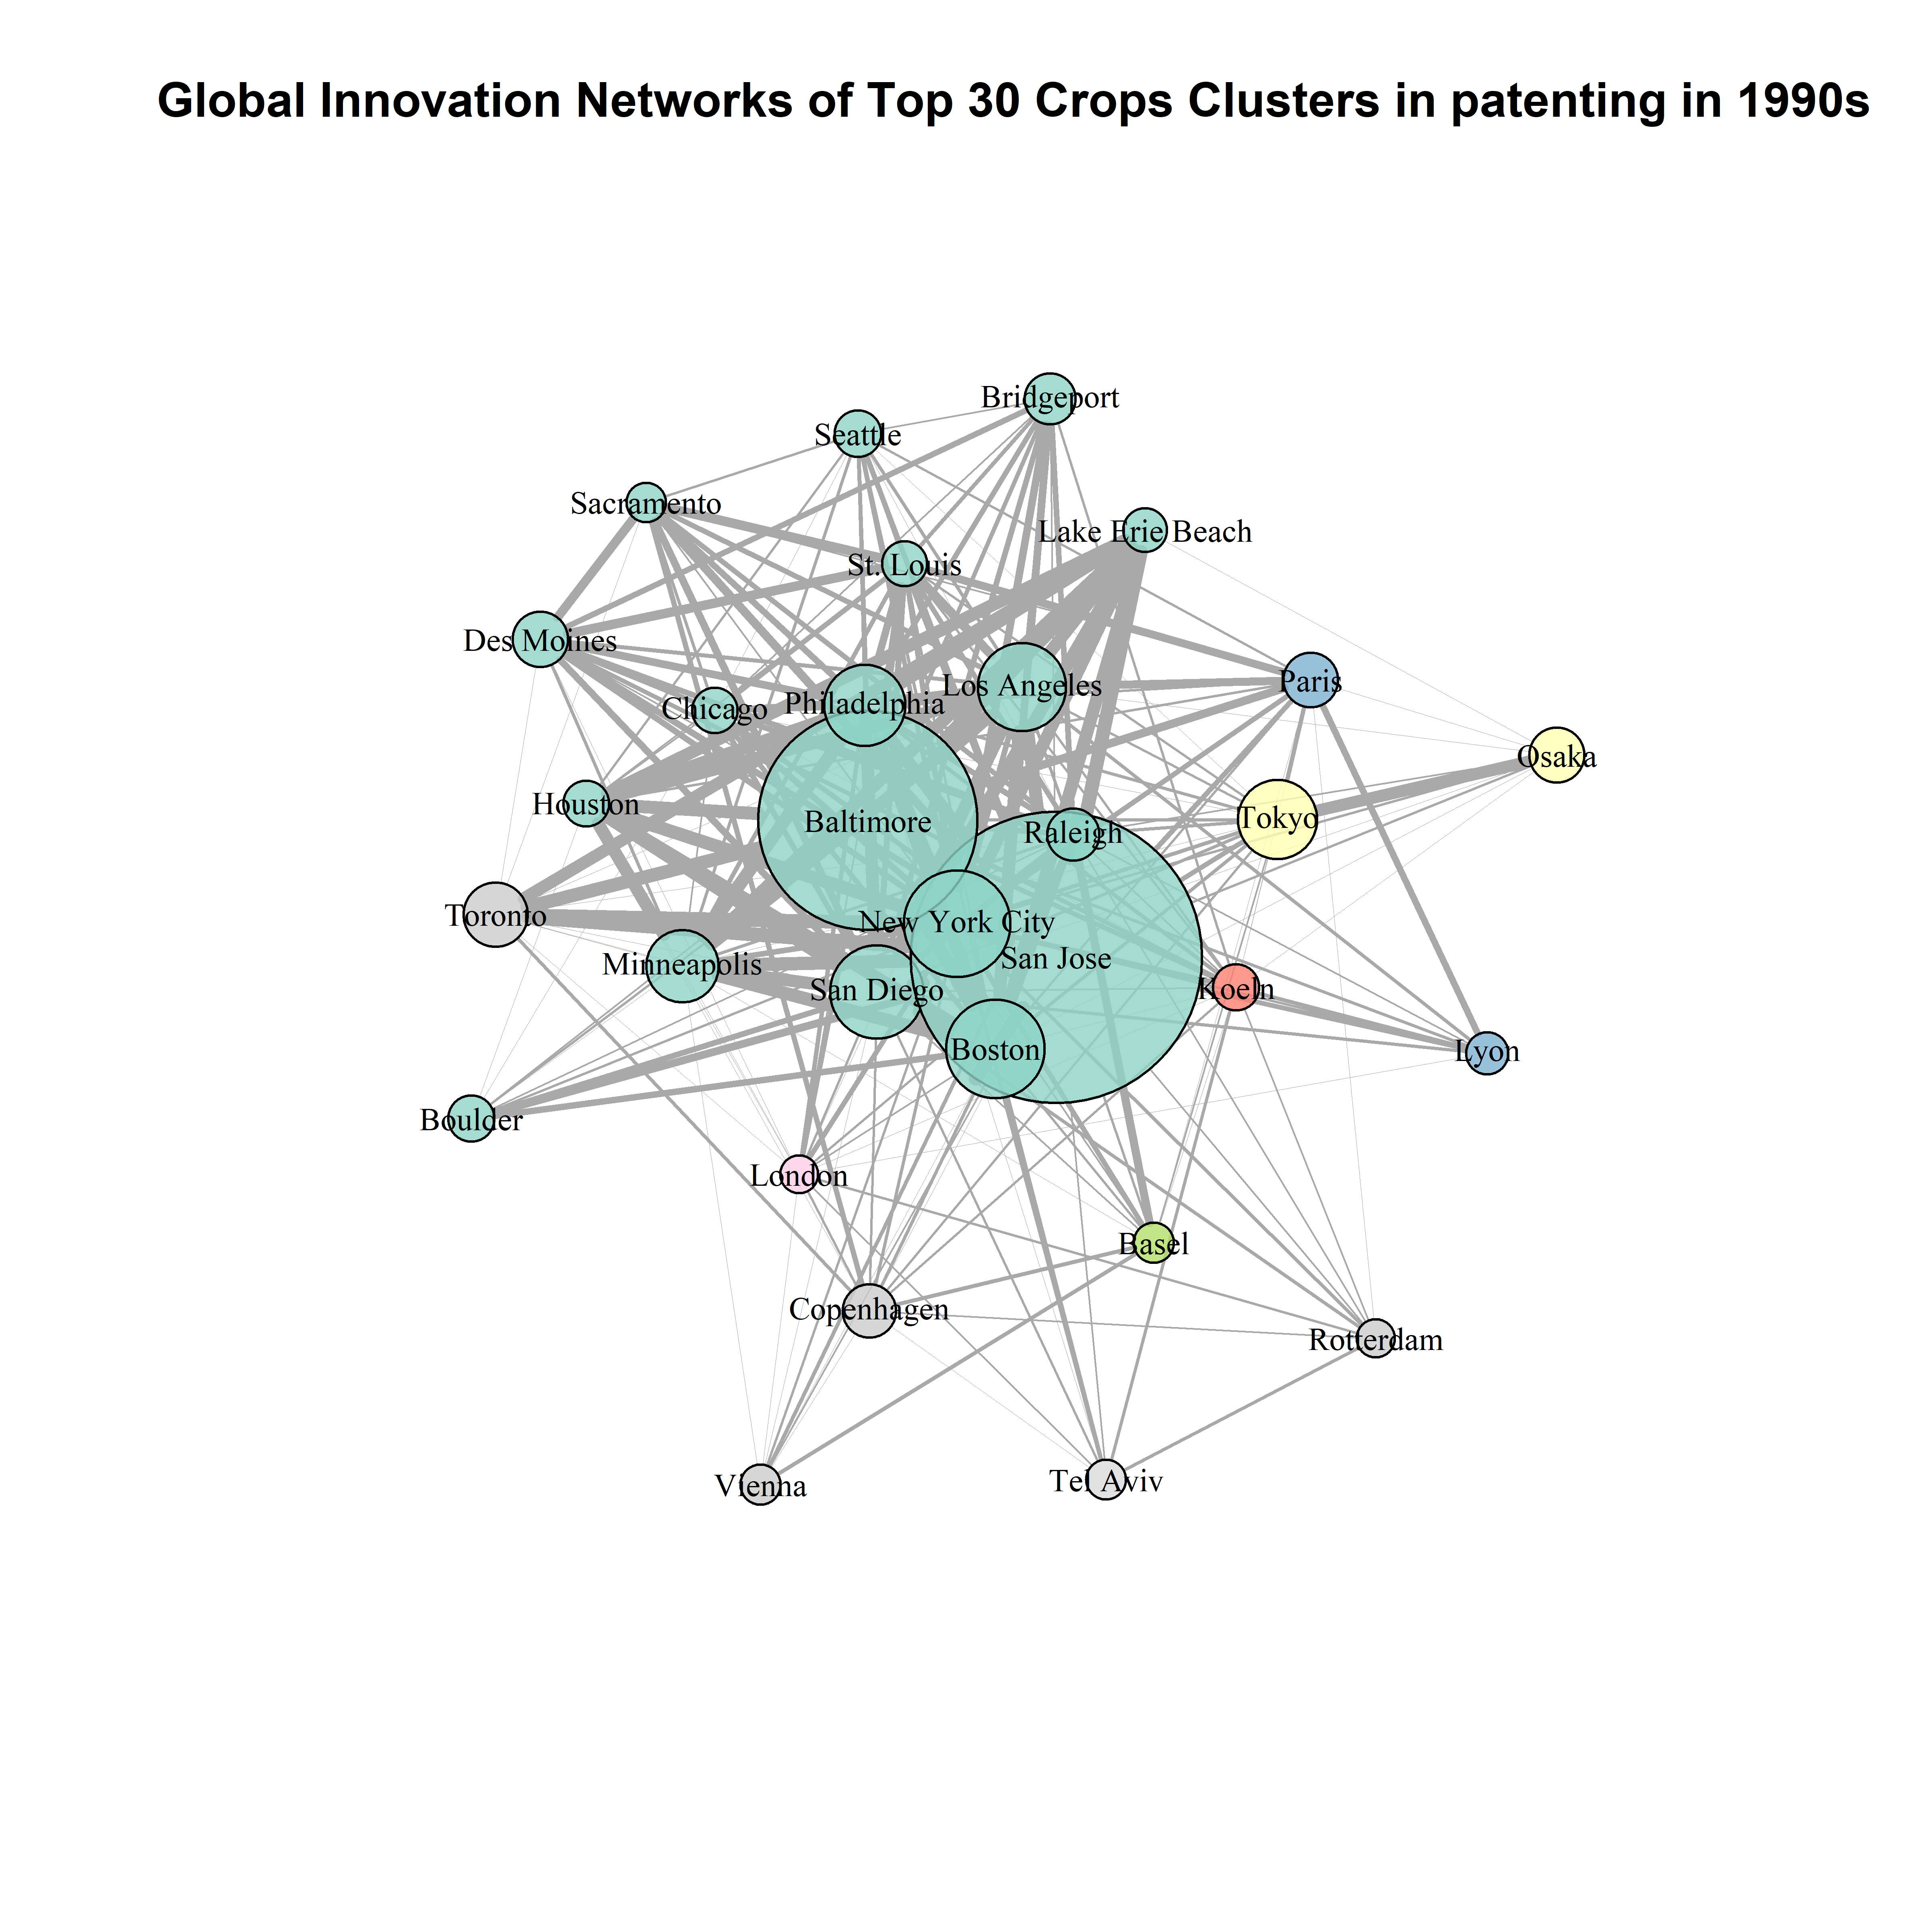 Global Innovation Networks of Top 30 Crops Clusters in patenting in 1990s
Bridgeport
Seattle
Sacramento
Lake Erie Beach
St. Louis
Des Moines
Paris
Los Angeles
Philadelphia
Chicago
Osaka
Houston
Baltimore
Raleigh
Tokyo
Toronto
New York City
San Jose
Minneapolis
San Diego
Koeln
Boston
Lyon
Boulder
London
Basel
Copenhagen
Rotterdam
Vienna
Tel Aviv